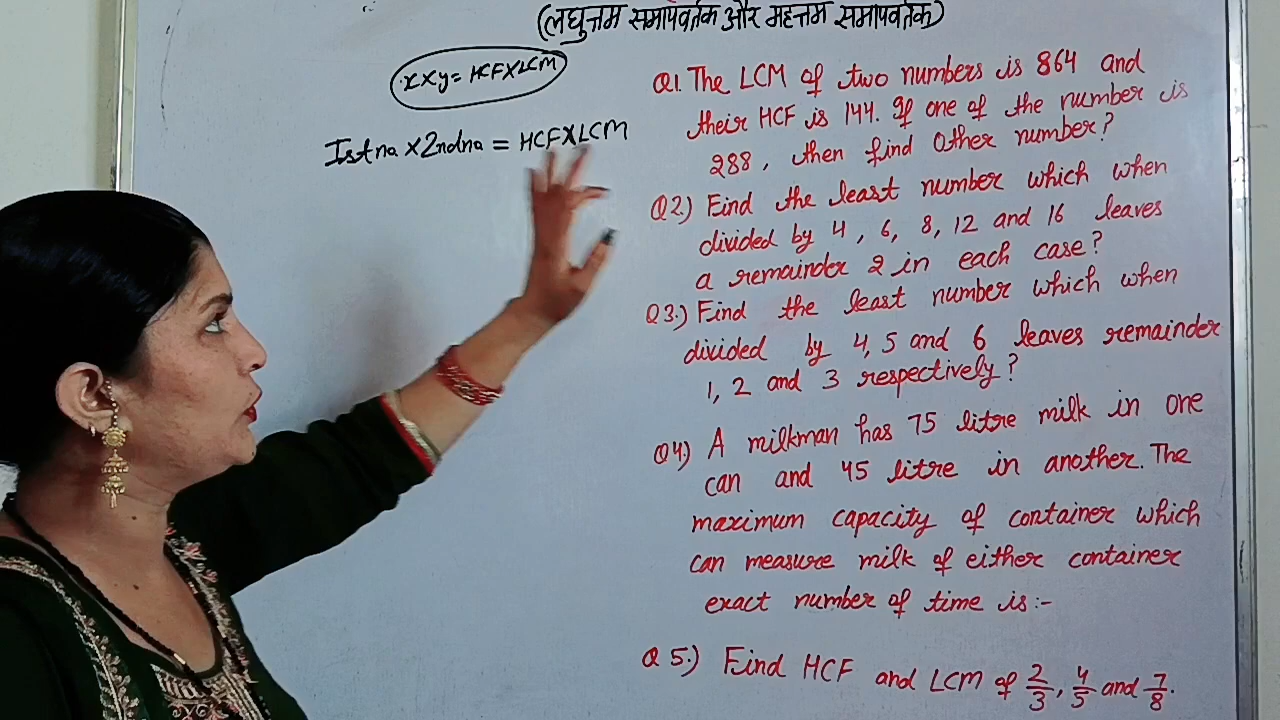 (लघुत्तम समापवर्तक और महत्तम समापवर्तक)
x×y = HCF×LCM
Ist no. × 2nd no. = HCF×LCM
Q1. The LCM of two numbers is 864 and
their HCF is 144. If one of the number is
288, then find Other number?
Q2.) Find the least number which when
divided by 4, 6, 8, 12 and 16 leaves
a remainder 2 in each case?
Q3.) Find the least number which when
divided by 4, 5 and 6 leaves remainder
1, 2 and 3 respectively?
Q4.) A milkman has 75 litre milk in one
can and 45 litre in another. The
maximum capacity of container which
can measure milk of either container
exact number of time is :-
Q 5.) Find HCF and LCM of 2/3, 4/5 and 7/8.